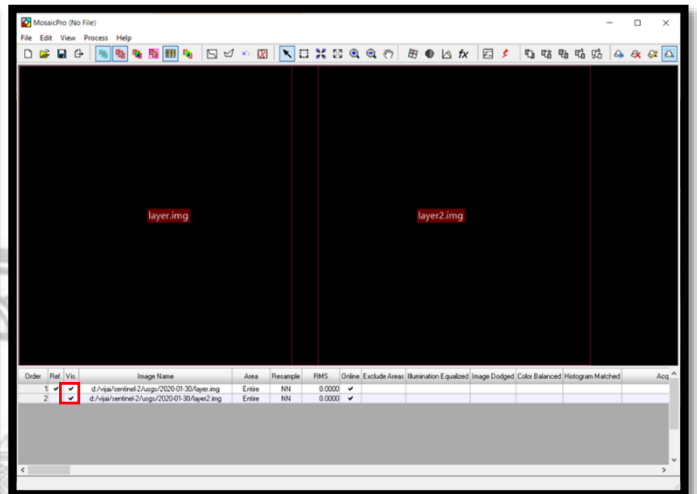 MosaicPro (No File)
File Edit View Process Help
fx
layer.img layer2.img
Order Ref. Vis. Image Name Area Resample RMS Online Exclude Areas Illumination Equalized Image Dodged Color Balanced Histogram Matched Acq
1 d:/vijai/sentinel-2/usgs/2020-01-30/layer.img Entire NN 0.0000
2 d:/vijai/sentinel-2/usgs/2020-01-30/layer2.img Entire NN 0.0000